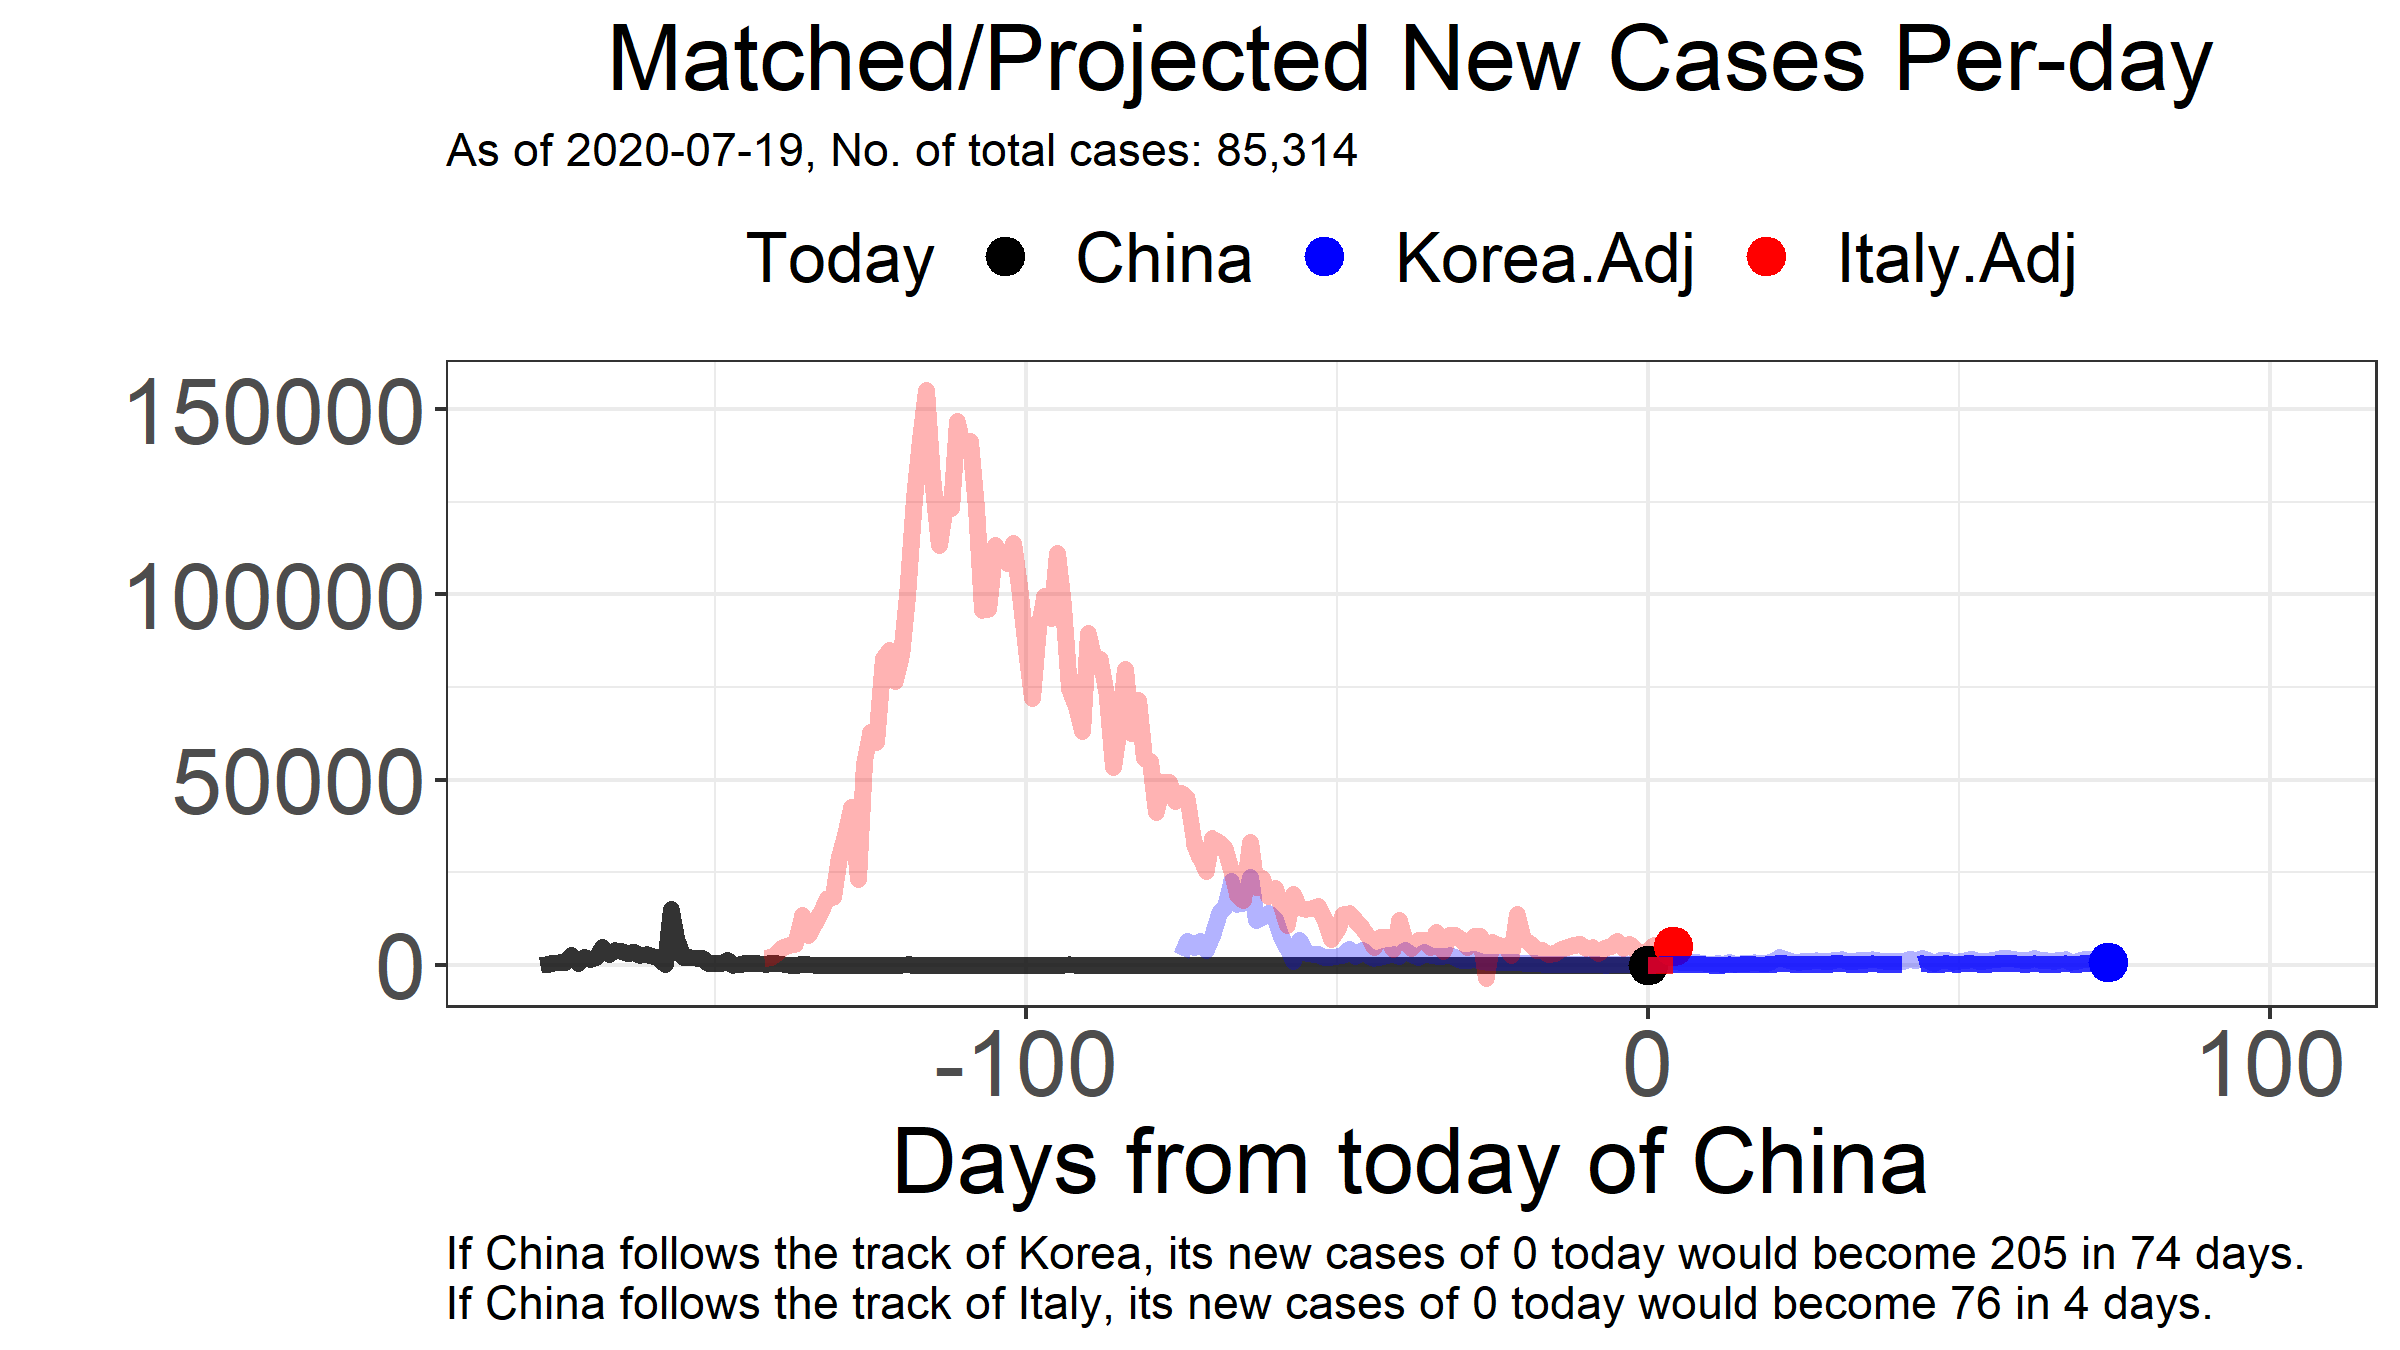 Matched/Projected New Cases Per-day
As of 2020-07-19, No. of total cases: 85,314
Today China Korea.Adj Italy.Adj
150000
100000
50000
0
-100 0 100
Days from today of China
If China follows the track of Korea, its new cases of 0 today would become 205 in 74 days.
If China follows the track of Italy, its new cases of 0 today would become 76 in 4 days.